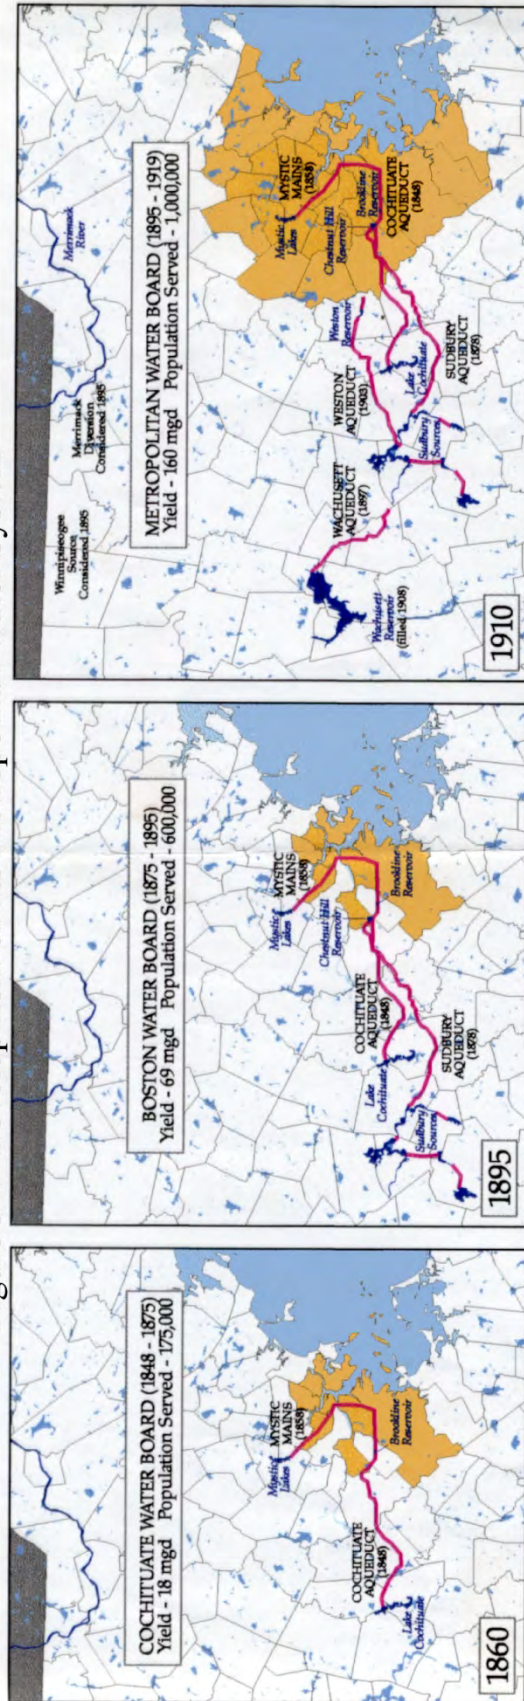 COCHITUATE WATER BOARD (1848 - 1875)
Yield - 18 mgd Population Served - 175,000
Mystic
Lakes
MYSTIC
MAINS
(1858)
COCHITUATE
AQUEDUCT
(1848)
Brookline
Reservoir
Lake
Cochituate
1860
BOSTON WATER BOARD (1875 - 1895)
Yield - 69 mgd Population Served - 600,000
Mystic
Lakes
MYSTIC
MAINS
(1858)
Chestnut Hill
Reservoir
COCHITUATE
AQUEDUCT
(1848)
Brookline
Reservoir
Lake
Cochituate
Sudbury
Sources
SUDBURY
AQUEDUCT
(1878)
1895
Winnipiseogee
Source
Considered 1895
Merrimack
Diversion
Considered 1895
Merrimack
River
METROPOLITAN WATER BOARD (1895 - 1919)
Yield - 160 mgd Population Served - 1,000,000
Mystic
Lakes
MYSTIC
MAINS
(1858)
Chestnut Hill
Reservoir
Brookline
Reservoir
COCHITUATE
AQUEDUCT
(1848)
Weston
Reservoir
WESTON
AQUEDUCT
(1903)
WACHUSETT
AQUEDUCT
(1897)
Wachusett
Reservoir
(filled 1908)
Lake
Cochituate
Sudbury
Sources
SUDBURY
AQUEDUCT
(1878)
1910